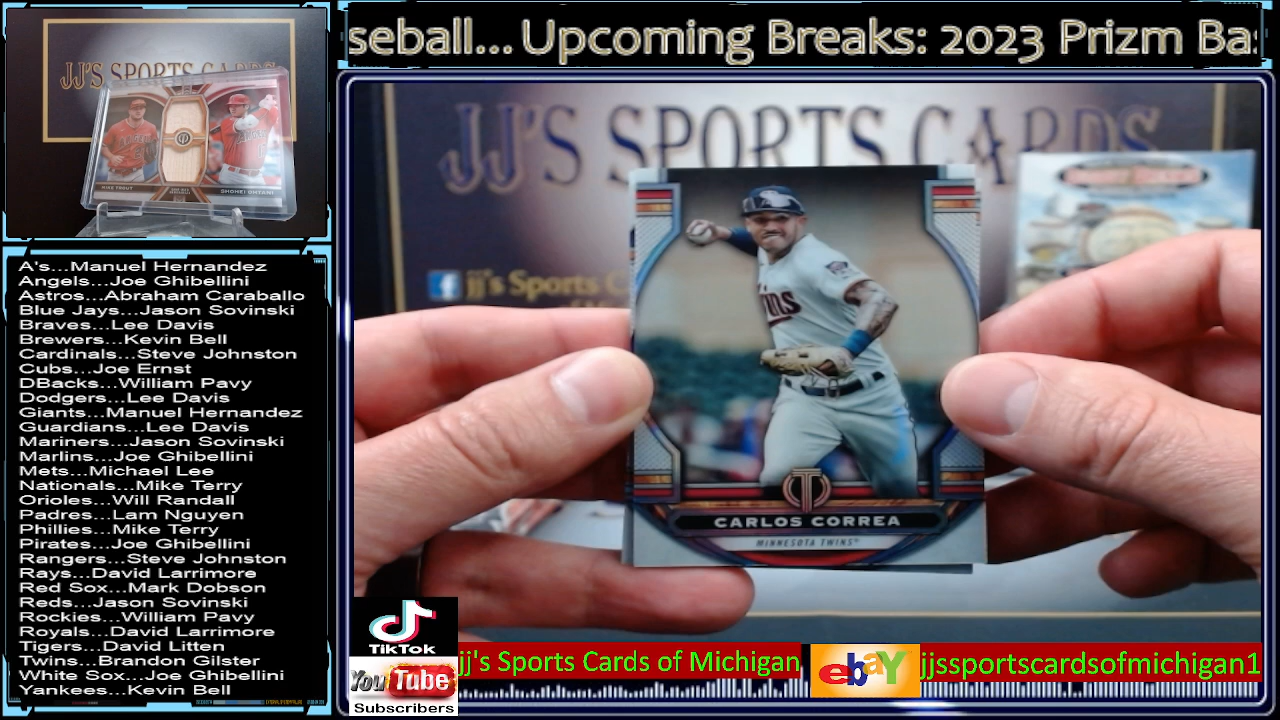 seball... Upcoming Breaks: 2023 Prizm Bas
JJ'S SPORTS CARDS
MIKE TROUT
SHOHEI OHTANI
A's...Manuel Hernandez
Angels...Joe Ghibellini
Astros...Abraham Caraballo
Blue Jays...Jason Sovinski
Braves...Lee Davis
Brewers...Kevin Bell
Cardinals...Steve Johnston
Cubs...Joe Ernst
DBacks...William Pavy
Dodgers...Lee Davis
Giants...Manuel Hernandez
Guardians...Lee Davis
Mariners...Jason Sovinski
Marlins...Joe Ghibellini
Mets...Michael Lee
Nationals...Mike Terry
Orioles...Will Randall
Padres...Lam Nguyen
Phillies...Mike Terry
Pirates...Joe Ghibellini
Rangers...Steve Johnston
Rays...David Larrimore
Red Sox...Mark Dobson
Reds...Jason Sovinski
Rockies...William Pavy
Royals...David Larrimore
Tigers...David Litten
Twins...Brandon Gilster
White Sox...Joe Ghibellini
Yankees...Kevin Bell
JJ'S SPORTS CARDS
jj's Sports C
CARLOS CORREA
MINNESOTA TWINS
TikTok
YouTube
Subscribers
jj's Sports Cards of Michigan
ebaY
jjssportscardsofmichigan1